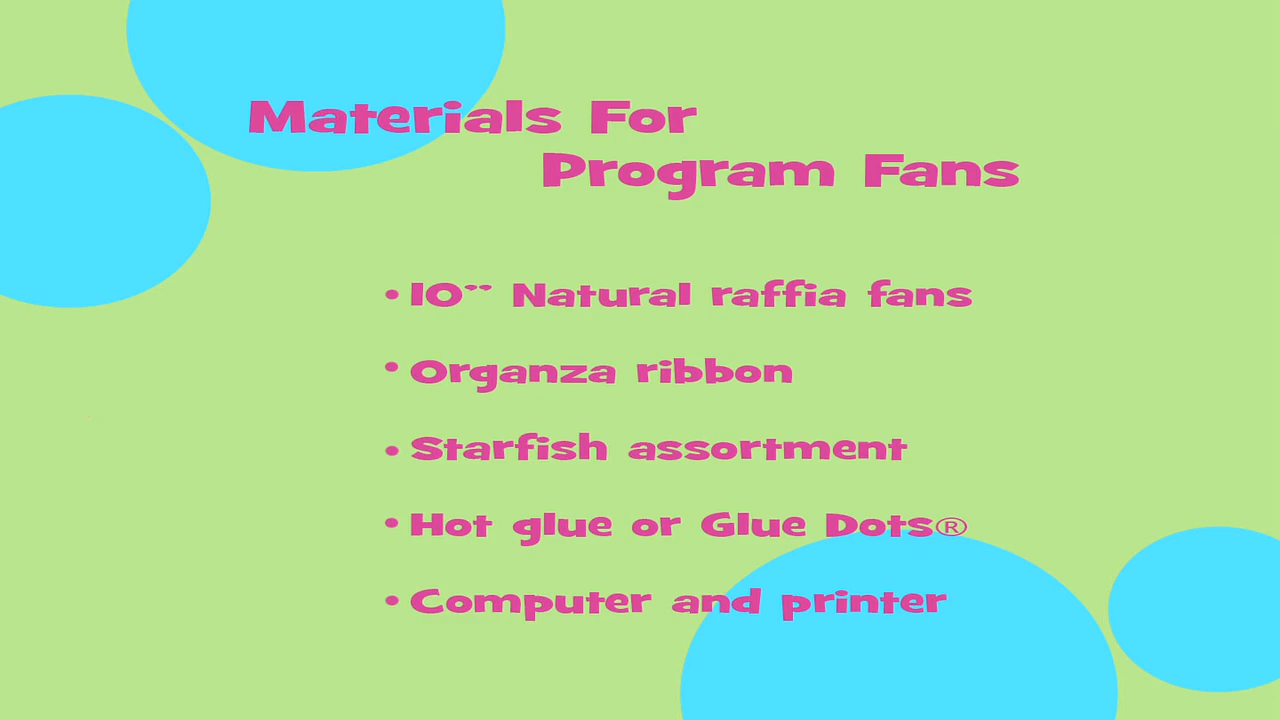 Materials For
Program Fans
• 10" Natural raffia fans
• Organza ribbon
• Starfish assortment
• Hot glue or Glue Dots®
• Computer and printer